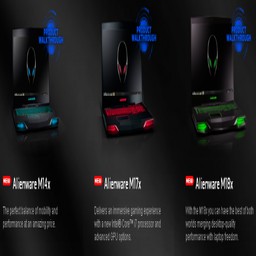 PRODUCT
WALKTHROUGH
PRODUCT
WALKTHROUGH
PRODUCT
WALKTHROUGH
NEW Alienware M14x
The perfect balance of mobility and
performance at an amazing price.
NEW Alienware M17x
Delivers an immersive gaming experience
with a new Intel® Core™ i7 processor and
advanced GPU options.
NEW Alienware M18x
With the M18x you can have the best of both
worlds merging desktop-quality
performance with laptop freedom.